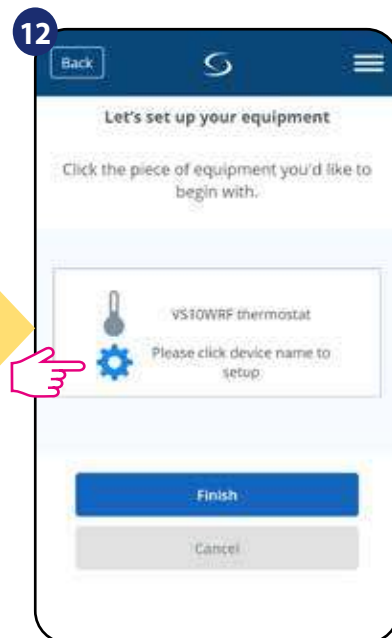 12
Back
Let's set up your equipment
Click the piece of equipment you'd like to
begin with.
VS10WRF thermostat
Please click device name to
setup
Finish
Cancel